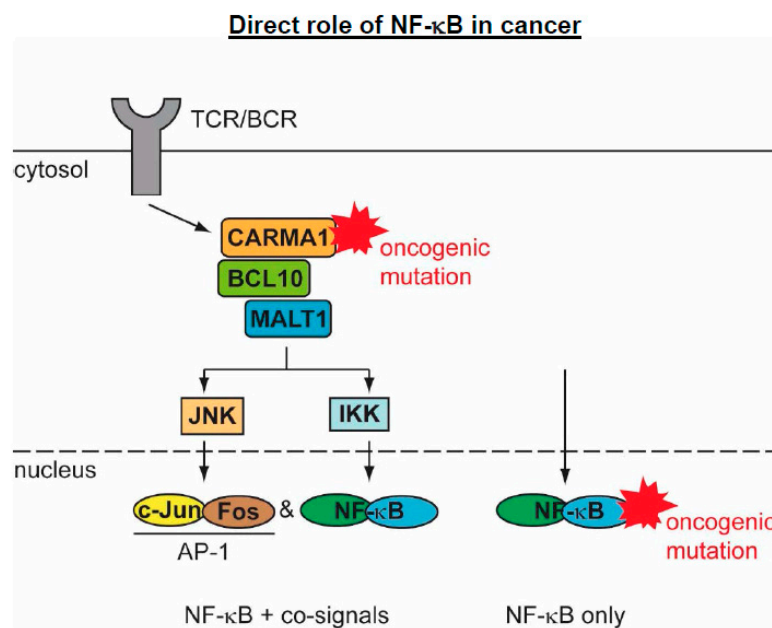 Direct role of NF-κB in cancer
TCR/BCR
cytosol
CARMA1
oncogenic
mutation
BCL10
MALT1
JNK
IKK
nucleus
c-Jun Fos & NF-κB
NF-κB
oncogenic
mutation
AP-1
NF-κB + co-signals
NF-κB only